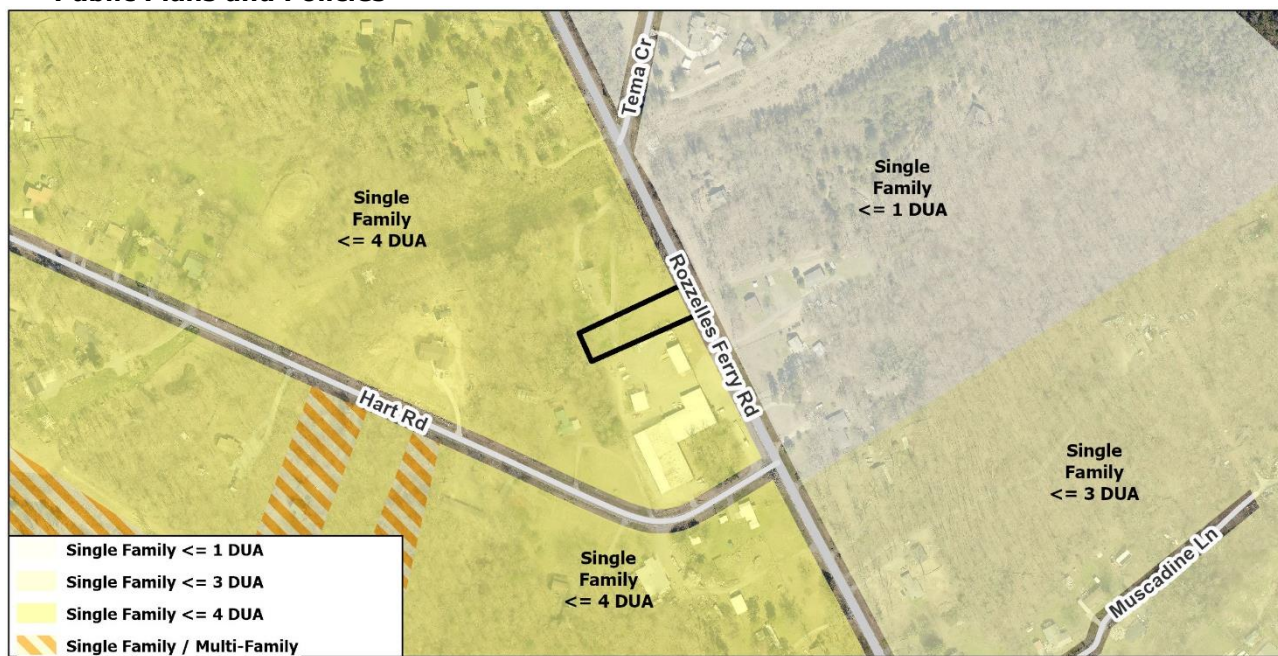 Public Plans and Policies
Tema Cr
Single
Family
<= 1 DUA
Single
Family
<= 4 DUA
Rozzelles Ferry Rd
Hart Rd
Single
Family
<= 3 DUA
Single
Family
<= 4 DUA
Muscadine Ln
Single Family <= 1 DUA
Single Family <= 3 DUA
Single Family <= 4 DUA
Single Family / Multi-Family